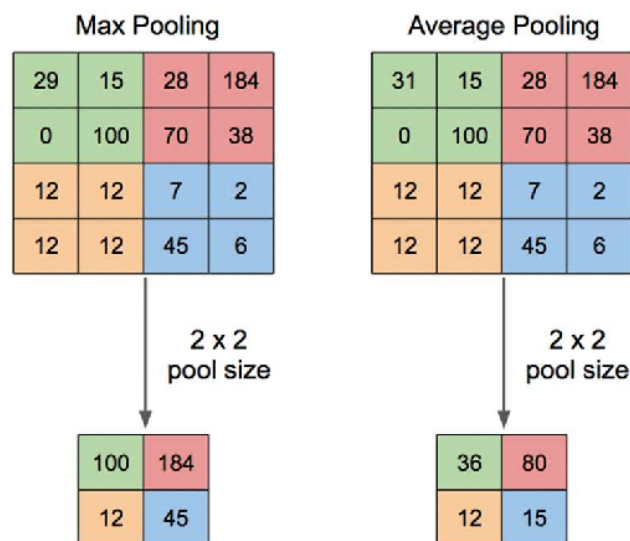 Max Pooling Average Pooling
29 15 28 184 31 15 28 184
0 100 70 38 0 100 70 38
12 12 7 2 12 12 7 2
12 12 45 6 12 12 45 6
2 x 2 2 x 2
pool size pool size
100 184 36 80
12 45 12 15